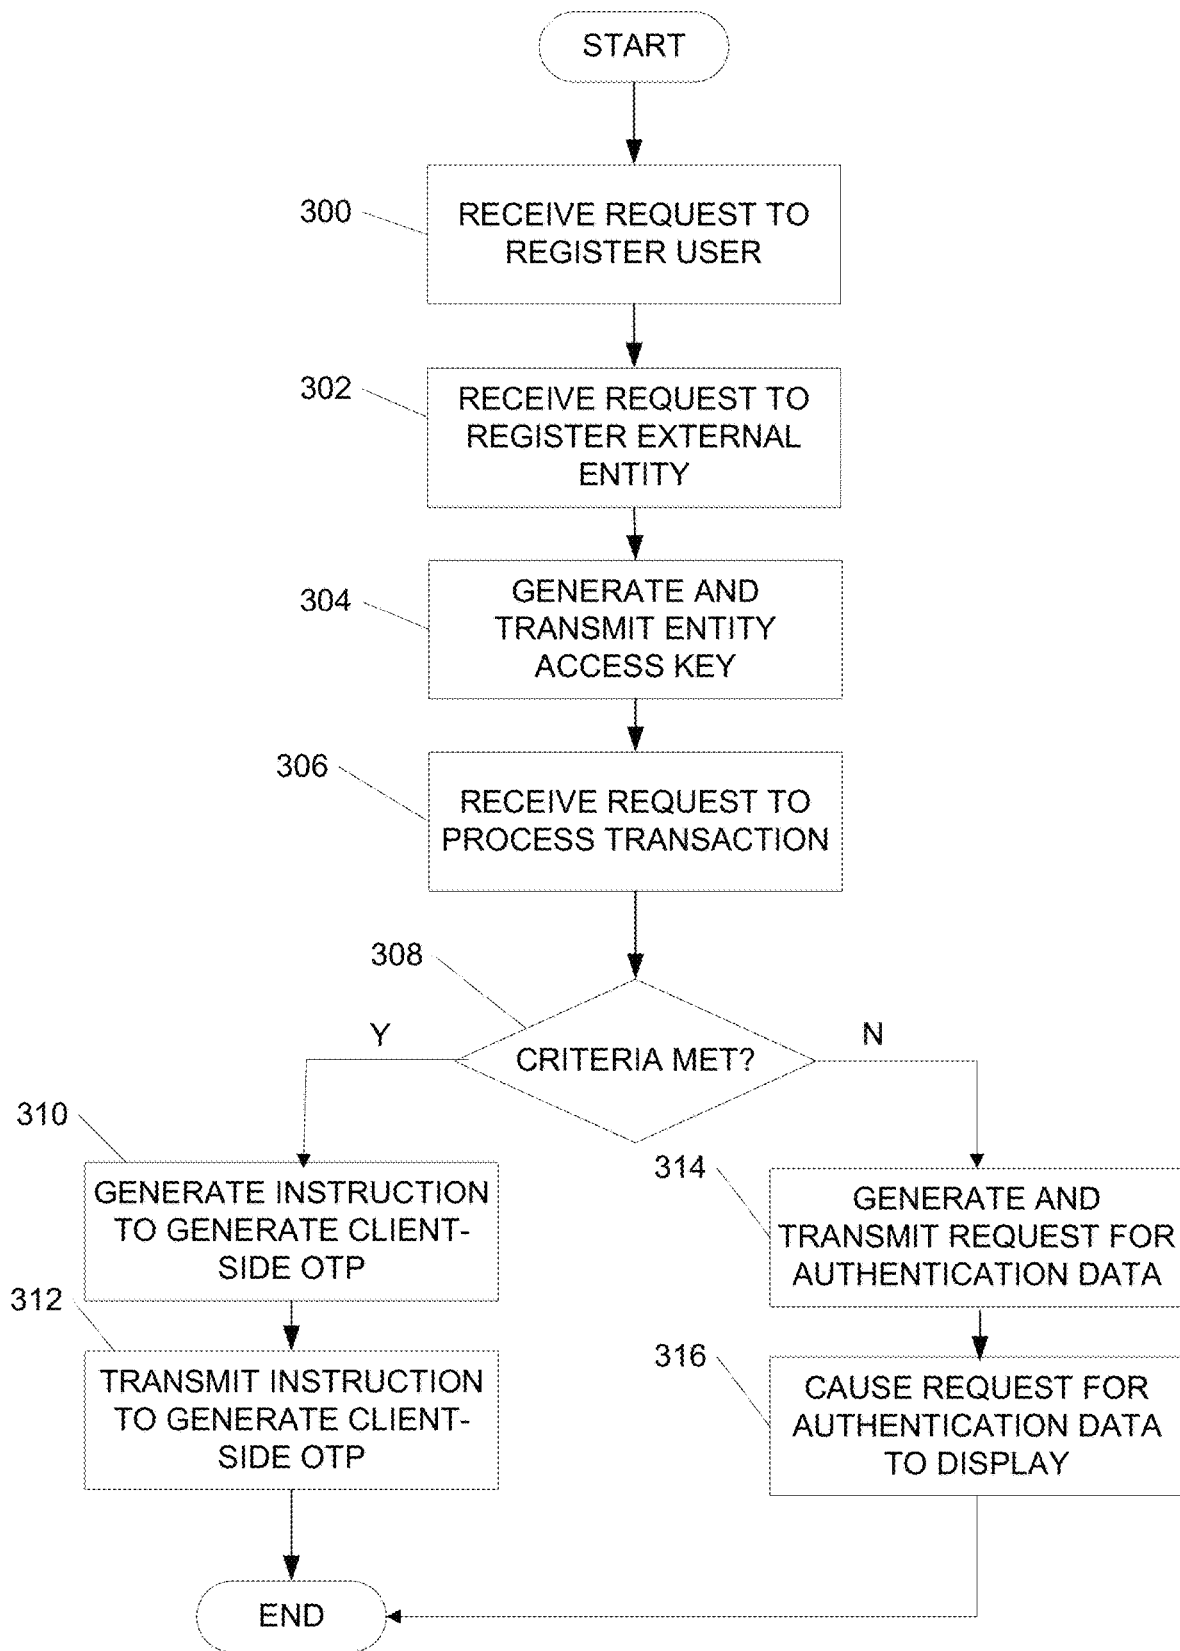 START
300
RECEIVE REQUEST TO
REGISTER USER
302
RECEIVE REQUEST TO
REGISTER EXTERNAL
ENTITY
304
GENERATE AND
TRANSMIT ENTITY
ACCESS KEY
306
RECEIVE REQUEST TO
PROCESS TRANSACTION
308
CRITERIA MET?
Y
N
310
GENERATE INSTRUCTION
TO GENERATE CLIENT-
SIDE OTP
312
TRANSMIT INSTRUCTION
TO GENERATE CLIENT-
SIDE OTP
314
GENERATE AND
TRANSMIT REQUEST FOR
AUTHENTICATION DATA
316
CAUSE REQUEST FOR
AUTHENTICATION DATA
TO DISPLAY
END